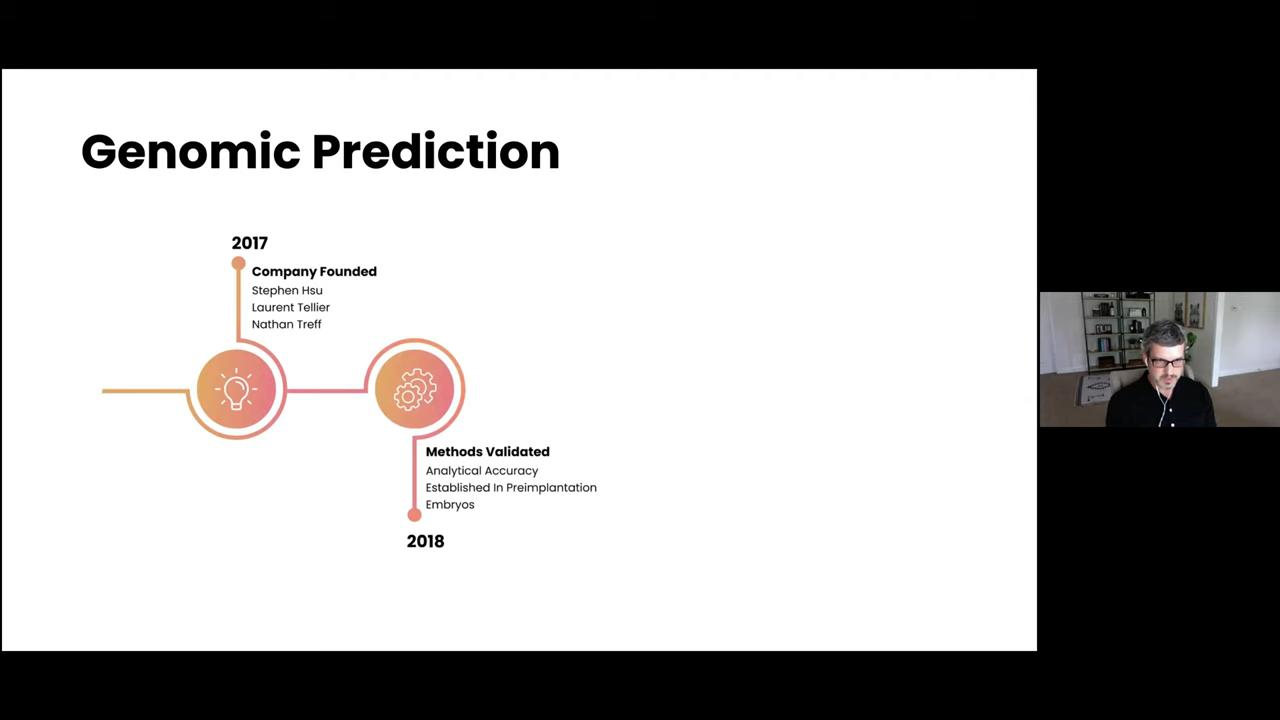 Genomic Prediction
2017
Company Founded
Stephen Hsu
Laurent Tellier
Nathan Treff
Methods Validated
Analytical Accuracy
Established In Preimplantation
Embryos
2018